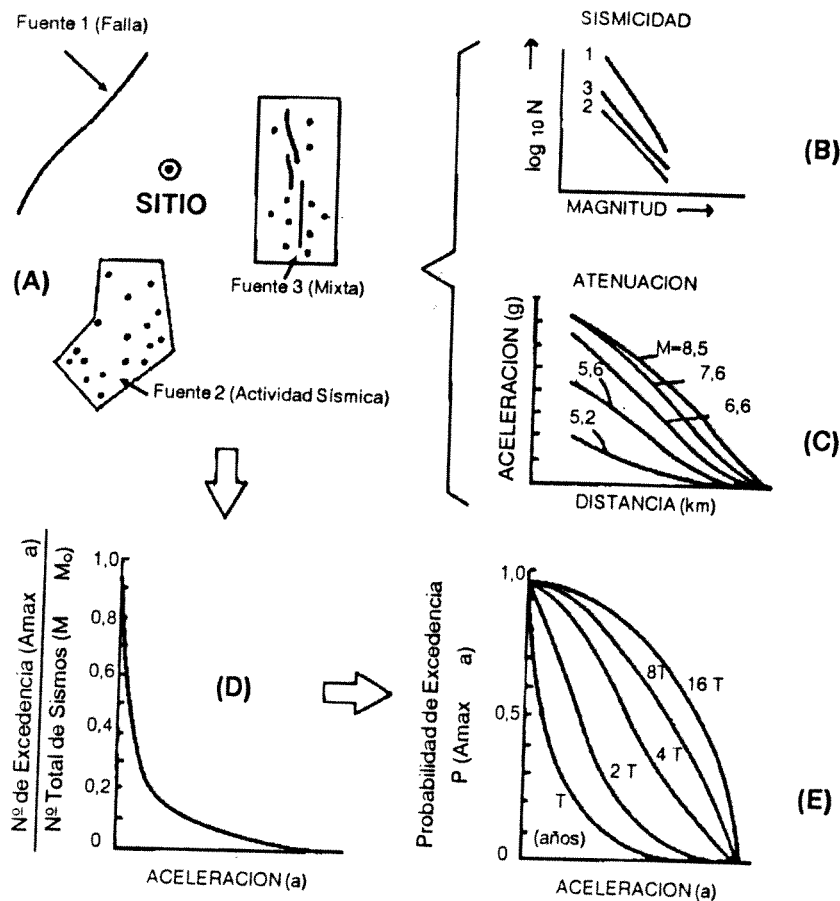 Fuente 1 (Falla)
SITIO
(A)
Fuente 3 (Mixta)
Fuente 2 (Actividad Sísmica)
SISMICIDAD
log 10 N
1
3
2
MAGNITUD
(B)
ATENUACION
ACELERACION (g)
M=8,5
7,6
6,6
5,6
5,2
DISTANCIA (km)
(C)
Nº de Excedencia (Amax a)
Nº Total de Sismos (M Mo)
1,0
0,8
0,6
0,4
0,2
0
(D)
ACELERACION (a)
Probabilidad de Excedencia
P (Amax a)
1,0
0,5
0
T
(años)
2 T
4 T
8T
16 T
ACELERACION (a)
(E)